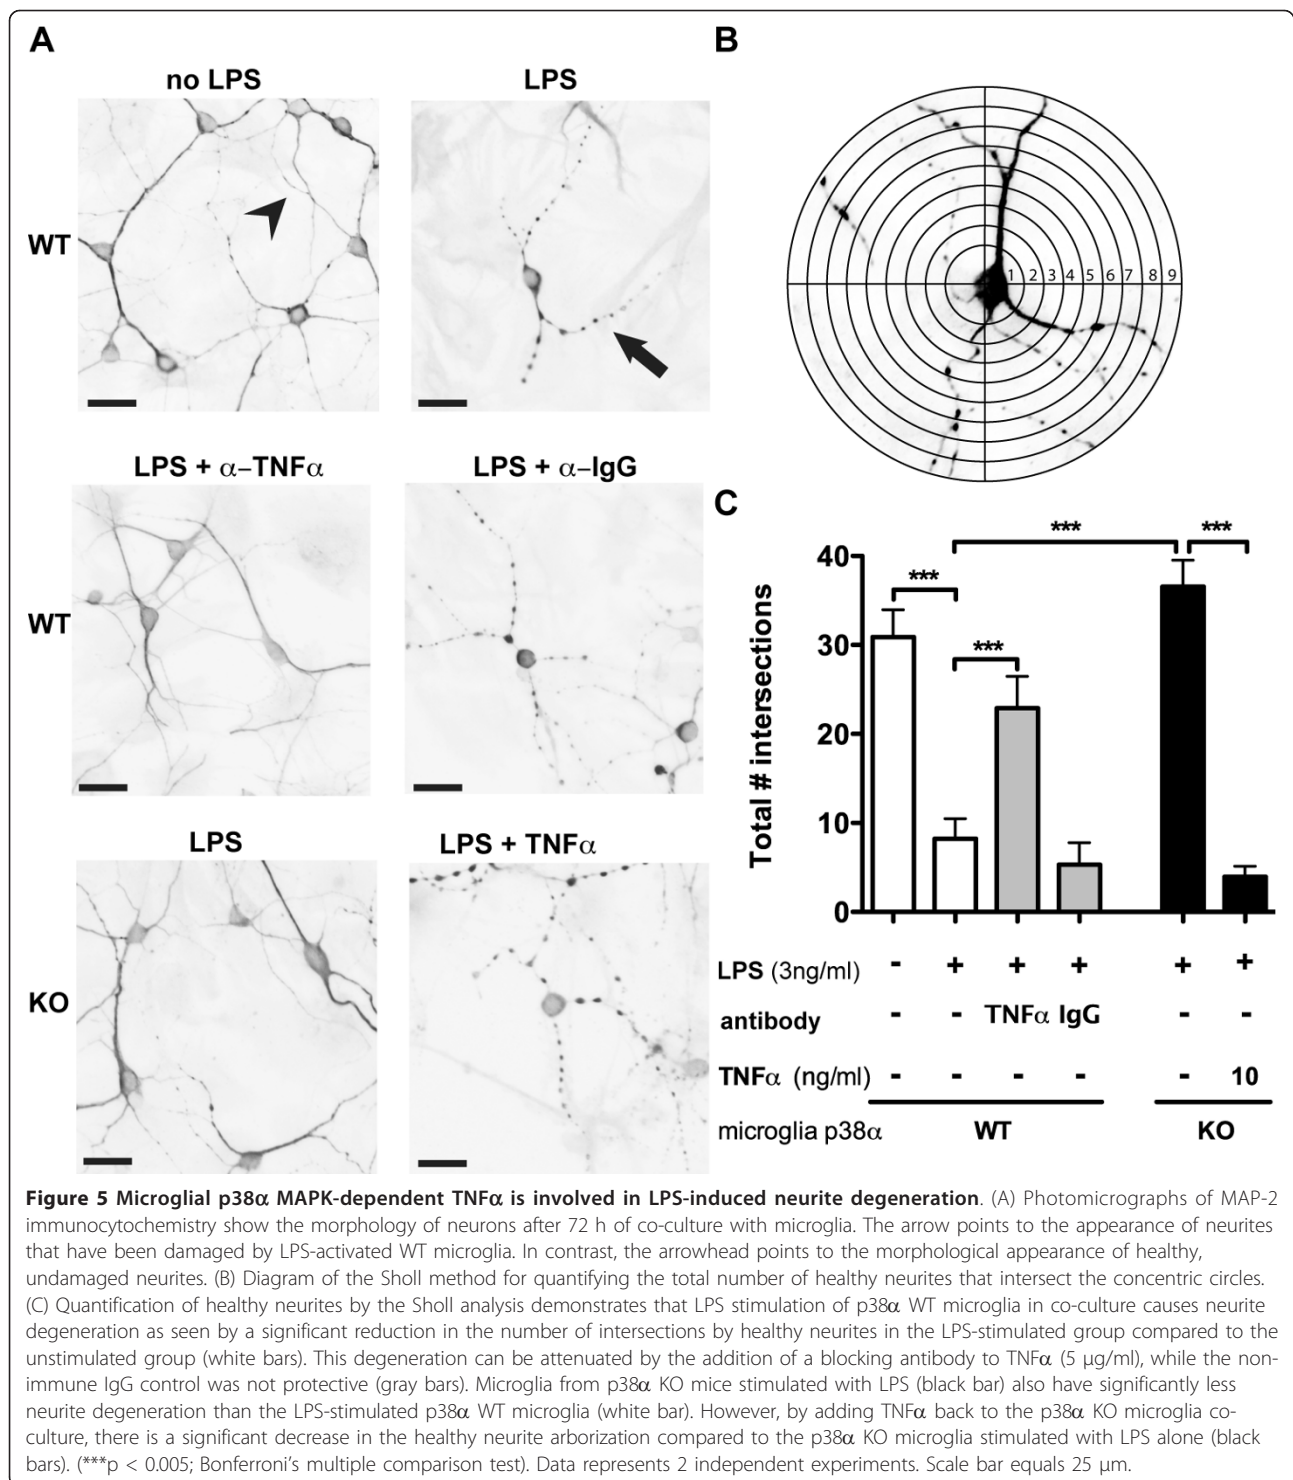 A
B
no LPS
LPS
WT
1 2 3 4 5 6 7 8 9
LPS + α–TNFα
LPS + α–IgG
WT
C
***
***
***
***
40
30
20
10
0
Total # intersections
LPS
LPS + TNFα
KO
LPS (3ng/ml) - + + + + +
antibody - - TNFα IgG - -
TNFα (ng/ml) - - - - - 10
microglia p38α WT KO
Figure 5 Microglial p38α MAPK-dependent TNFα is involved in LPS-induced neurite degeneration. (A) Photomicrographs of MAP-2
immunocytochemistry show the morphology of neurons after 72 h of co-culture with microglia. The arrow points to the appearance of neurites
that have been damaged by LPS-activated WT microglia. In contrast, the arrowhead points to the morphological appearance of healthy,
undamaged neurites. (B) Diagram of the Sholl method for quantifying the total number of healthy neurites that intersect the concentric circles.
(C) Quantification of healthy neurites by the Sholl analysis demonstrates that LPS stimulation of p38α WT microglia in co-culture causes neurite
degeneration as seen by a significant reduction in the number of intersections by healthy neurites in the LPS-stimulated group compared to the
unstimulated group (white bars). This degeneration can be attenuated by the addition of a blocking antibody to TNFα (5 μg/ml), while the non-
immune IgG control was not protective (gray bars). Microglia from p38α KO mice stimulated with LPS (black bar) also have significantly less
neurite degeneration than the LPS-stimulated p38α WT microglia (white bar). However, by adding TNFα back to the p38α KO microglia co-
culture, there is a significant decrease in the healthy neurite arborization compared to the p38α KO microglia stimulated with LPS alone (black
bars). (***p < 0.005; Bonferroni's multiple comparison test). Data represents 2 independent experiments. Scale bar equals 25 μm.